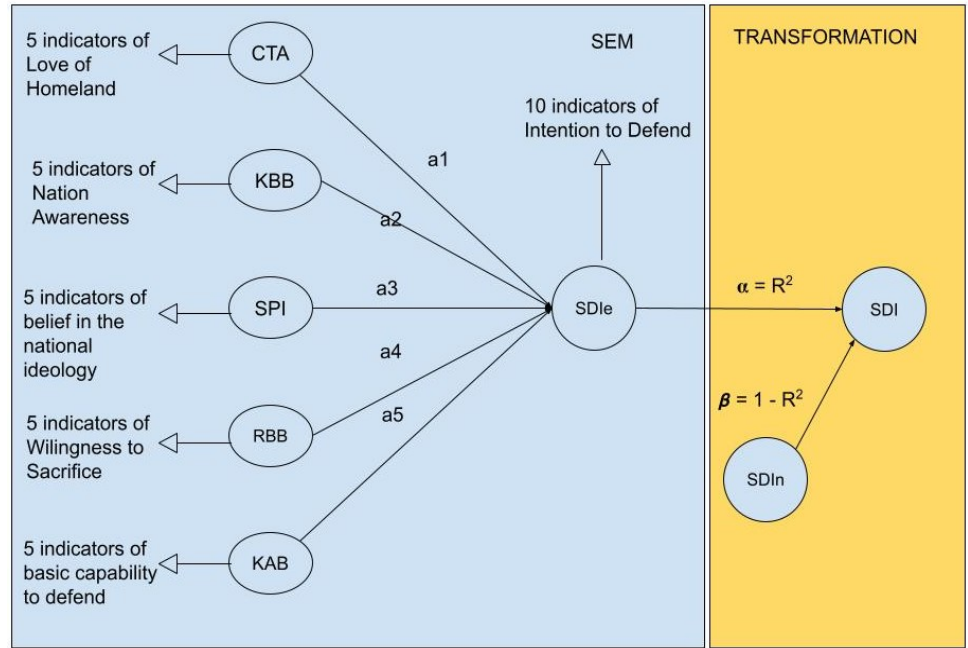 5 indicators of
Love of
Homeland
CTA
SEM
TRANSFORMATION
10 indicators of
Intention to Defend
a1
5 indicators of
Nation
Awareness
KBB
a2
5 indicators of
belief in the
national
ideology
SPI
a3
SDIe
α = R²
SDI
a4
a5
β = 1 - R²
5 indicators of
Wilingness to
Sacrifice
RBB
SDIn
5 indicators of
basic capability
to defend
KAB